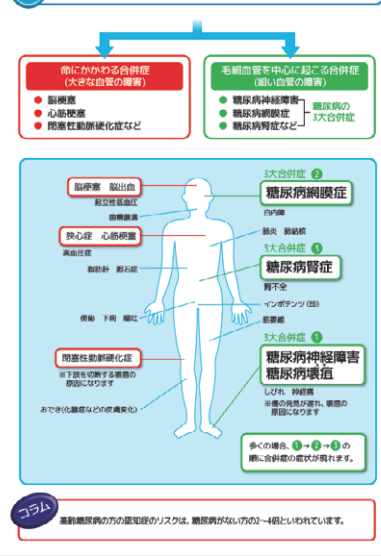 命にかかわる合併症
(大きな血管の障害)
● 脳梗塞
● 心筋梗塞
● 閉塞性動脈硬化症など
毛細血管を中心に起こる合併症
(細い血管の障害)
● 糖尿病神経障害
● 糖尿病網膜症
● 糖尿病腎症など
糖尿病の
3大合併症
脳梗塞 脳出血
起立性低血圧
歯槽膿漏
狭心症 心筋梗塞
高血圧症
脂肪肝 胆石症
便秘 下痢 嘔吐
閉塞性動脈硬化症
※下肢を切断する壊疽の
原因になります
おでき(化膿症などの皮膚変化)
3大合併症 ②
糖尿病網膜症
白内障
肺炎 肺結核
3大合併症 ③
糖尿病腎症
腎不全
インポテンツ(ED)
筋萎縮
3大合併症 ①
糖尿病神経障害
糖尿病壊疽
しびれ 神経痛
※傷の発見が遅れ、壊疽の
原因になります
多くの場合、①→②→③の
順に合併症の症状が現れます。
コラム
高齢糖尿病の方の認知症のリスクは、糖尿病がない方の2~4倍といわれています。